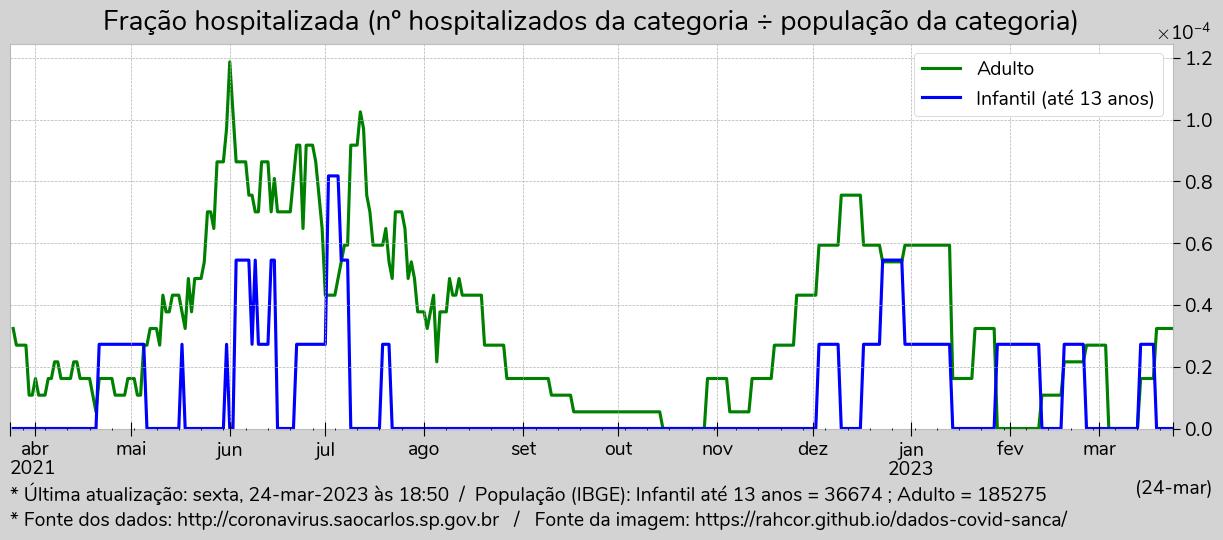 Fração hospitalizada (nº hospitalizados da categoria ÷ população da categoria)
×10⁻⁴
1.2
1.0
0.8
0.6
0.4
0.2
0.0
Adulto
Infantil (até 13 anos)
abr mai jun jul ago set out nov dez jan fev mar
2021 2023
(24-mar)
* Última atualização: sexta, 24-mar-2023 às 18:50 / População (IBGE): Infantil até 13 anos = 36674 ; Adulto = 185275
* Fonte dos dados: http://coronavirus.saocarlos.sp.gov.br / Fonte da imagem: https://rahcor.github.io/dados-covid-sanca/